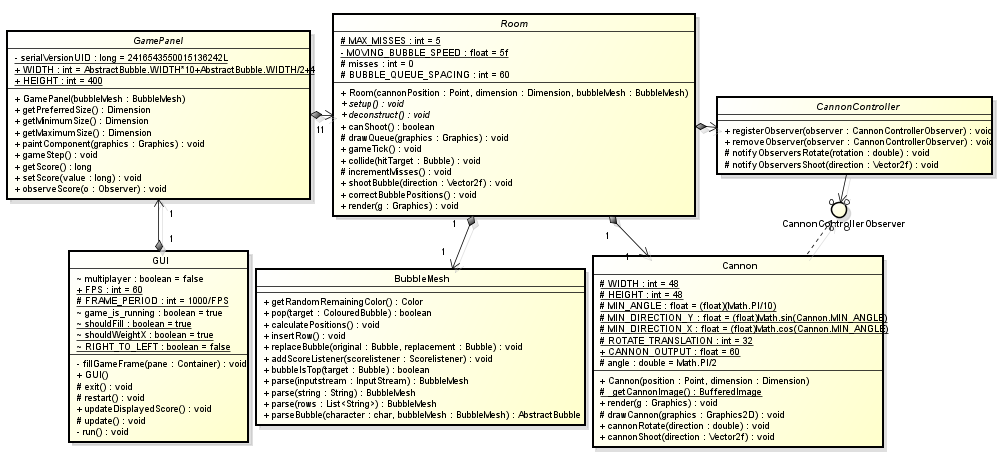 GamePanel
- serialVersionUID : long = 2416543550015136242L
+ WIDTH : int = AbstractBubble.WIDTH*10+AbstractBubble.WIDTH/2+4
+ HEIGHT : int = 400
+ GamePanel(bubbleMesh : BubbleMesh)
+ getPreferredSize() : Dimension
+ getMinimumSize() : Dimension
+ getMaximumSize() : Dimension
+ paintComponent(graphics : Graphics) : void
+ gameStep() : void
+ getScore() : long
+ setScore(value : long) : void
+ observeScore(o : Observer) : void
11
Room
# MAX_MISSES : int = 5
- MOVING_BUBBLE_SPEED : float = 5f
# misses : int = 0
# BUBBLE_QUEUE_SPACING : int = 60
+ Room(cannonPosition : Point, dimension : Dimension, bubbleMesh : BubbleMesh)
+ setup() : void
+ deconstruct() : void
+ canShoot() : boolean
# drawQueue(graphics : Graphics) : void
+ gameTick() : void
+ collide(hitTarget : Bubble) : void
# incrementMisses() : void
+ shootBubble(direction : Vector2f) : void
+ correctBubblePositions() : void
+ render(g : Graphics) : void
CannonController
+ registerObserver(observer : CannonControllerObserver) : void
+ removeObserver(observer : CannonControllerObserver) : void
# notifyObserversRotate(rotation : double) : void
# notifyObserversShoot(direction : Vector2f) : void
CannonControllerObserver
1
1
GUI
~ multiplayer : boolean = false
+ FPS : int = 60
# FRAME_PERIOD : int = 1000/FPS
~ game_is_running : boolean = true
~ shouldFill : boolean = true
~ shouldWeightX : boolean = true
~ RIGHT_TO_LEFT : boolean = false
- fillGameFrame(pane : Container) : void
+ GUI()
# exit() : void
# restart() : void
+ updateDisplayedScore() : void
# update() : void
- run() : void
1
1
BubbleMesh
+ getRandomRemainingColor() : Color
+ pop(target : ColouredBubble) : boolean
+ calculatePositions() : void
+ insertRow() : void
+ replaceBubble(original : Bubble, replacement : Bubble) : void
+ addScoreListener(scorelistener : Scorelistener) : void
+ bubbleIsTop(target : Bubble) : boolean
+ parse(inputstream : InputStream) : BubbleMesh
+ parse(string : String) : BubbleMesh
+ parse(rows : List<String>) : BubbleMesh
+ parseBubble(character : char, bubbleMesh : BubbleMesh) : AbstractBubble
1
1
Cannon
# WIDTH : int = 48
# HEIGHT : int = 48
# MIN_ANGLE : float = (float)(Math.PI/10)
# MIN_DIRECTION_Y : float = (float)Math.sin(Cannon.MIN_ANGLE)
# MIN_DIRECTION_X : float = (float)Math.cos(Cannon.MIN_ANGLE)
# ROTATE_TRANSLATION : int = 32
+ CANNON_OUTPUT : float = 60
# angle : double = Math.PI/2
+ Cannon(position : Point, dimension : Dimension)
# _getCannonImage() : BufferedImage
+ render(g : Graphics) : void
# drawCannon(graphics : Graphics2D) : void
+ cannonRotate(direction : double) : void
+ cannonShoot(direction : Vector2f) : void